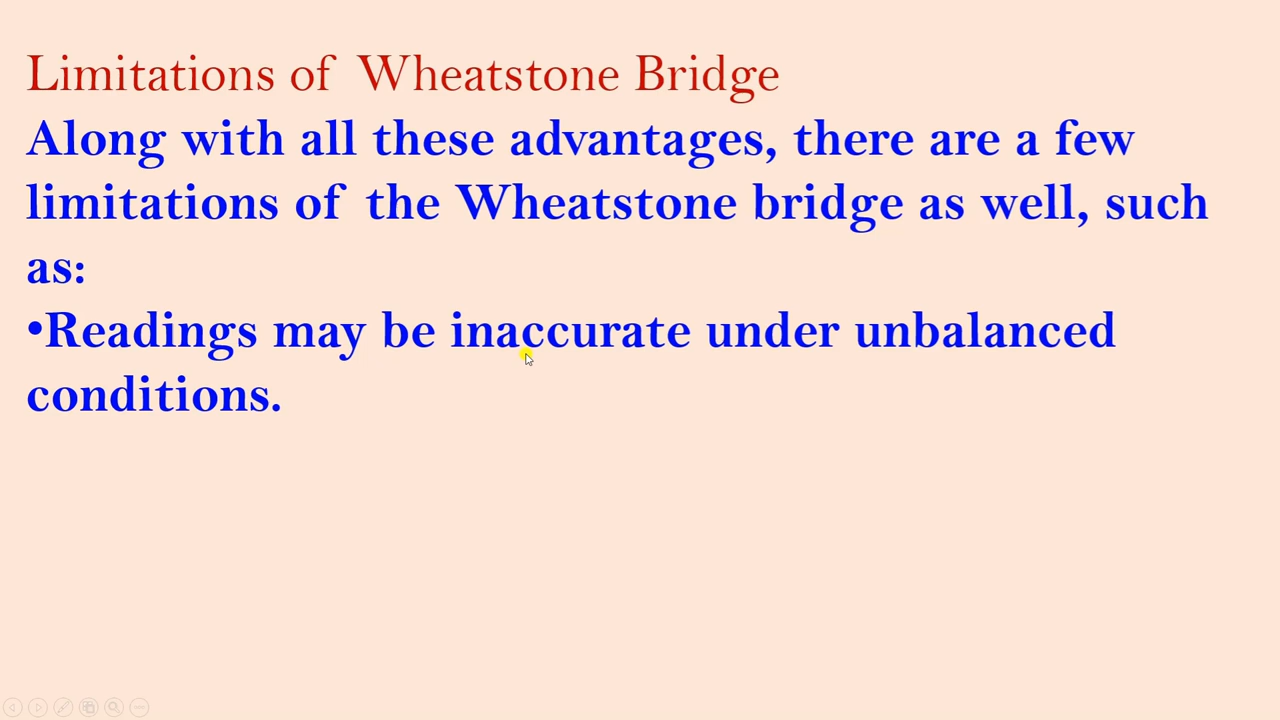 Limitations of Wheatstone Bridge
Along with all these advantages, there are a few
limitations of the Wheatstone bridge as well, such
as:
•Readings may be inaccurate under unbalanced
conditions.